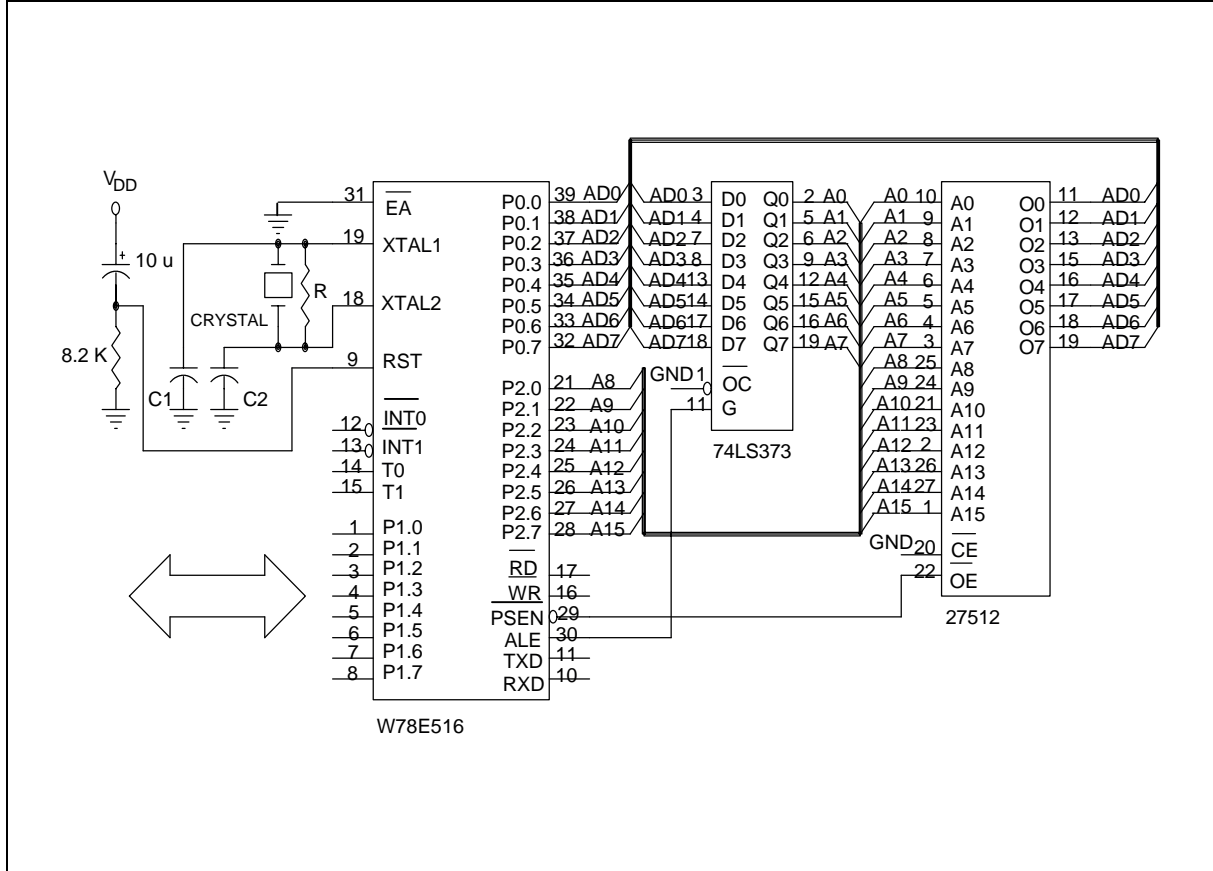 VDD
10 u
8.2 K
C1
C2
CRYSTAL
R
31 EA
19 XTAL1
18 XTAL2
9 RST
12 INT0
13 INT1
14 T0
15 T1
1 P1.0
2 P1.1
3 P1.2
4 P1.3
5 P1.4
6 P1.5
7 P1.6
8 P1.7
P0.0 39 AD0
P0.1 38 AD1
P0.2 37 AD2
P0.3 36 AD3
P0.4 35 AD4
P0.5 34 AD5
P0.6 33 AD6
P0.7 32 AD7
P2.0 21 A8
P2.1 22 A9
P2.2 23 A10
P2.3 24 A11
P2.4 25 A12
P2.5 26 A13
P2.6 27 A14
P2.7 28 A15
RD 17
WR 16
PSEN 29
ALE 30
TXD 11
RXD 10
W78E516
AD0 3 D0 Q0 2 A0
AD1 4 D1 Q1 5 A1
AD2 7 D2 Q2 6 A2
AD3 8 D3 Q3 9 A3
AD4 13 D4 Q4 12 A4
AD5 14 D5 Q5 15 A5
AD6 17 D6 Q6 16 A6
AD7 18 D7 Q7 19 A7
GND 1 OC
11 G
74LS373
A0 10 A0
A1 9 A1
A2 8 A2
A3 7 A3
A4 6 A4
A5 5 A5
A6 4 A6
A7 3 A7
A8 25 A8
A9 24 A9
A10 21 A10
A11 23 A11
A12 2 A12
A13 26 A13
A14 27 A14
A15 1 A15
GND 20 CE
22 OE
O0 11 AD0
O1 12 AD1
O2 13 AD2
O3 15 AD3
O4 16 AD4
O5 17 AD5
O6 18 AD6
O7 19 AD7
27512